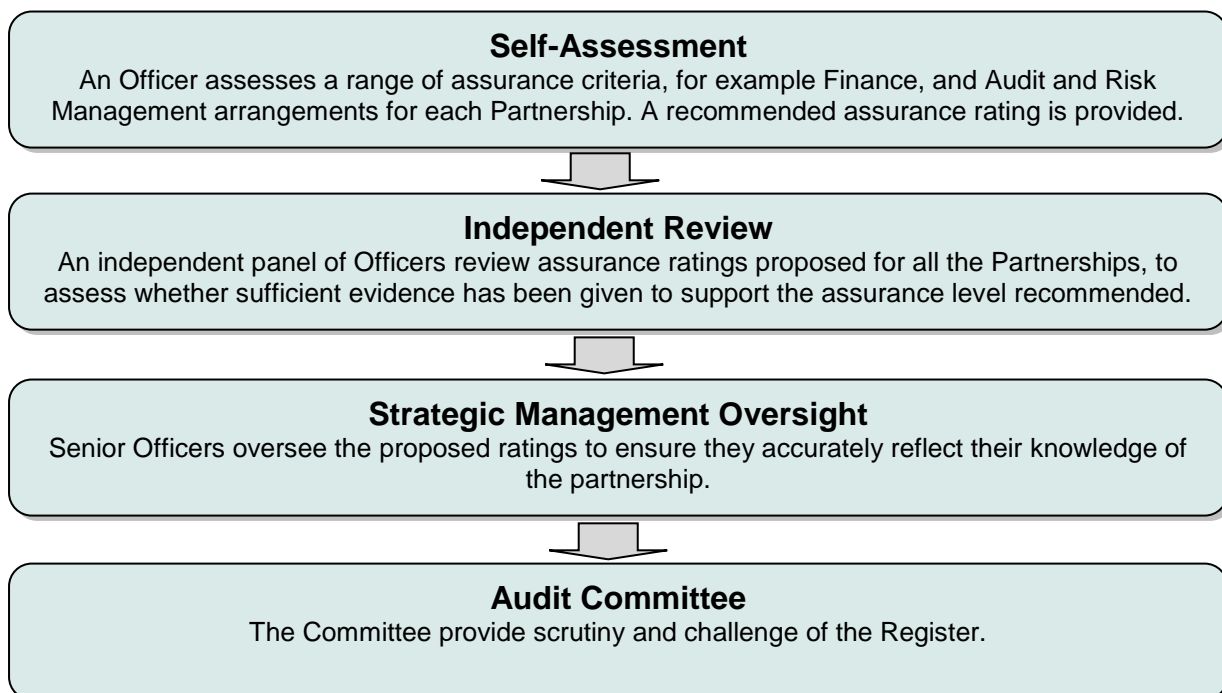 Self-Assessment
An Officer assesses a range of assurance criteria, for example Finance, and Audit and Risk
Management arrangements for each Partnership. A recommended assurance rating is provided.
Independent Review
An independent panel of Officers review assurance ratings proposed for all the Partnerships, to
assess whether sufficient evidence has been given to support the assurance level recommended.
Strategic Management Oversight
Senior Officers oversee the proposed ratings to ensure they accurately reflect their knowledge of
the partnership.
Audit Committee
The Committee provide scrutiny and challenge of the Register.